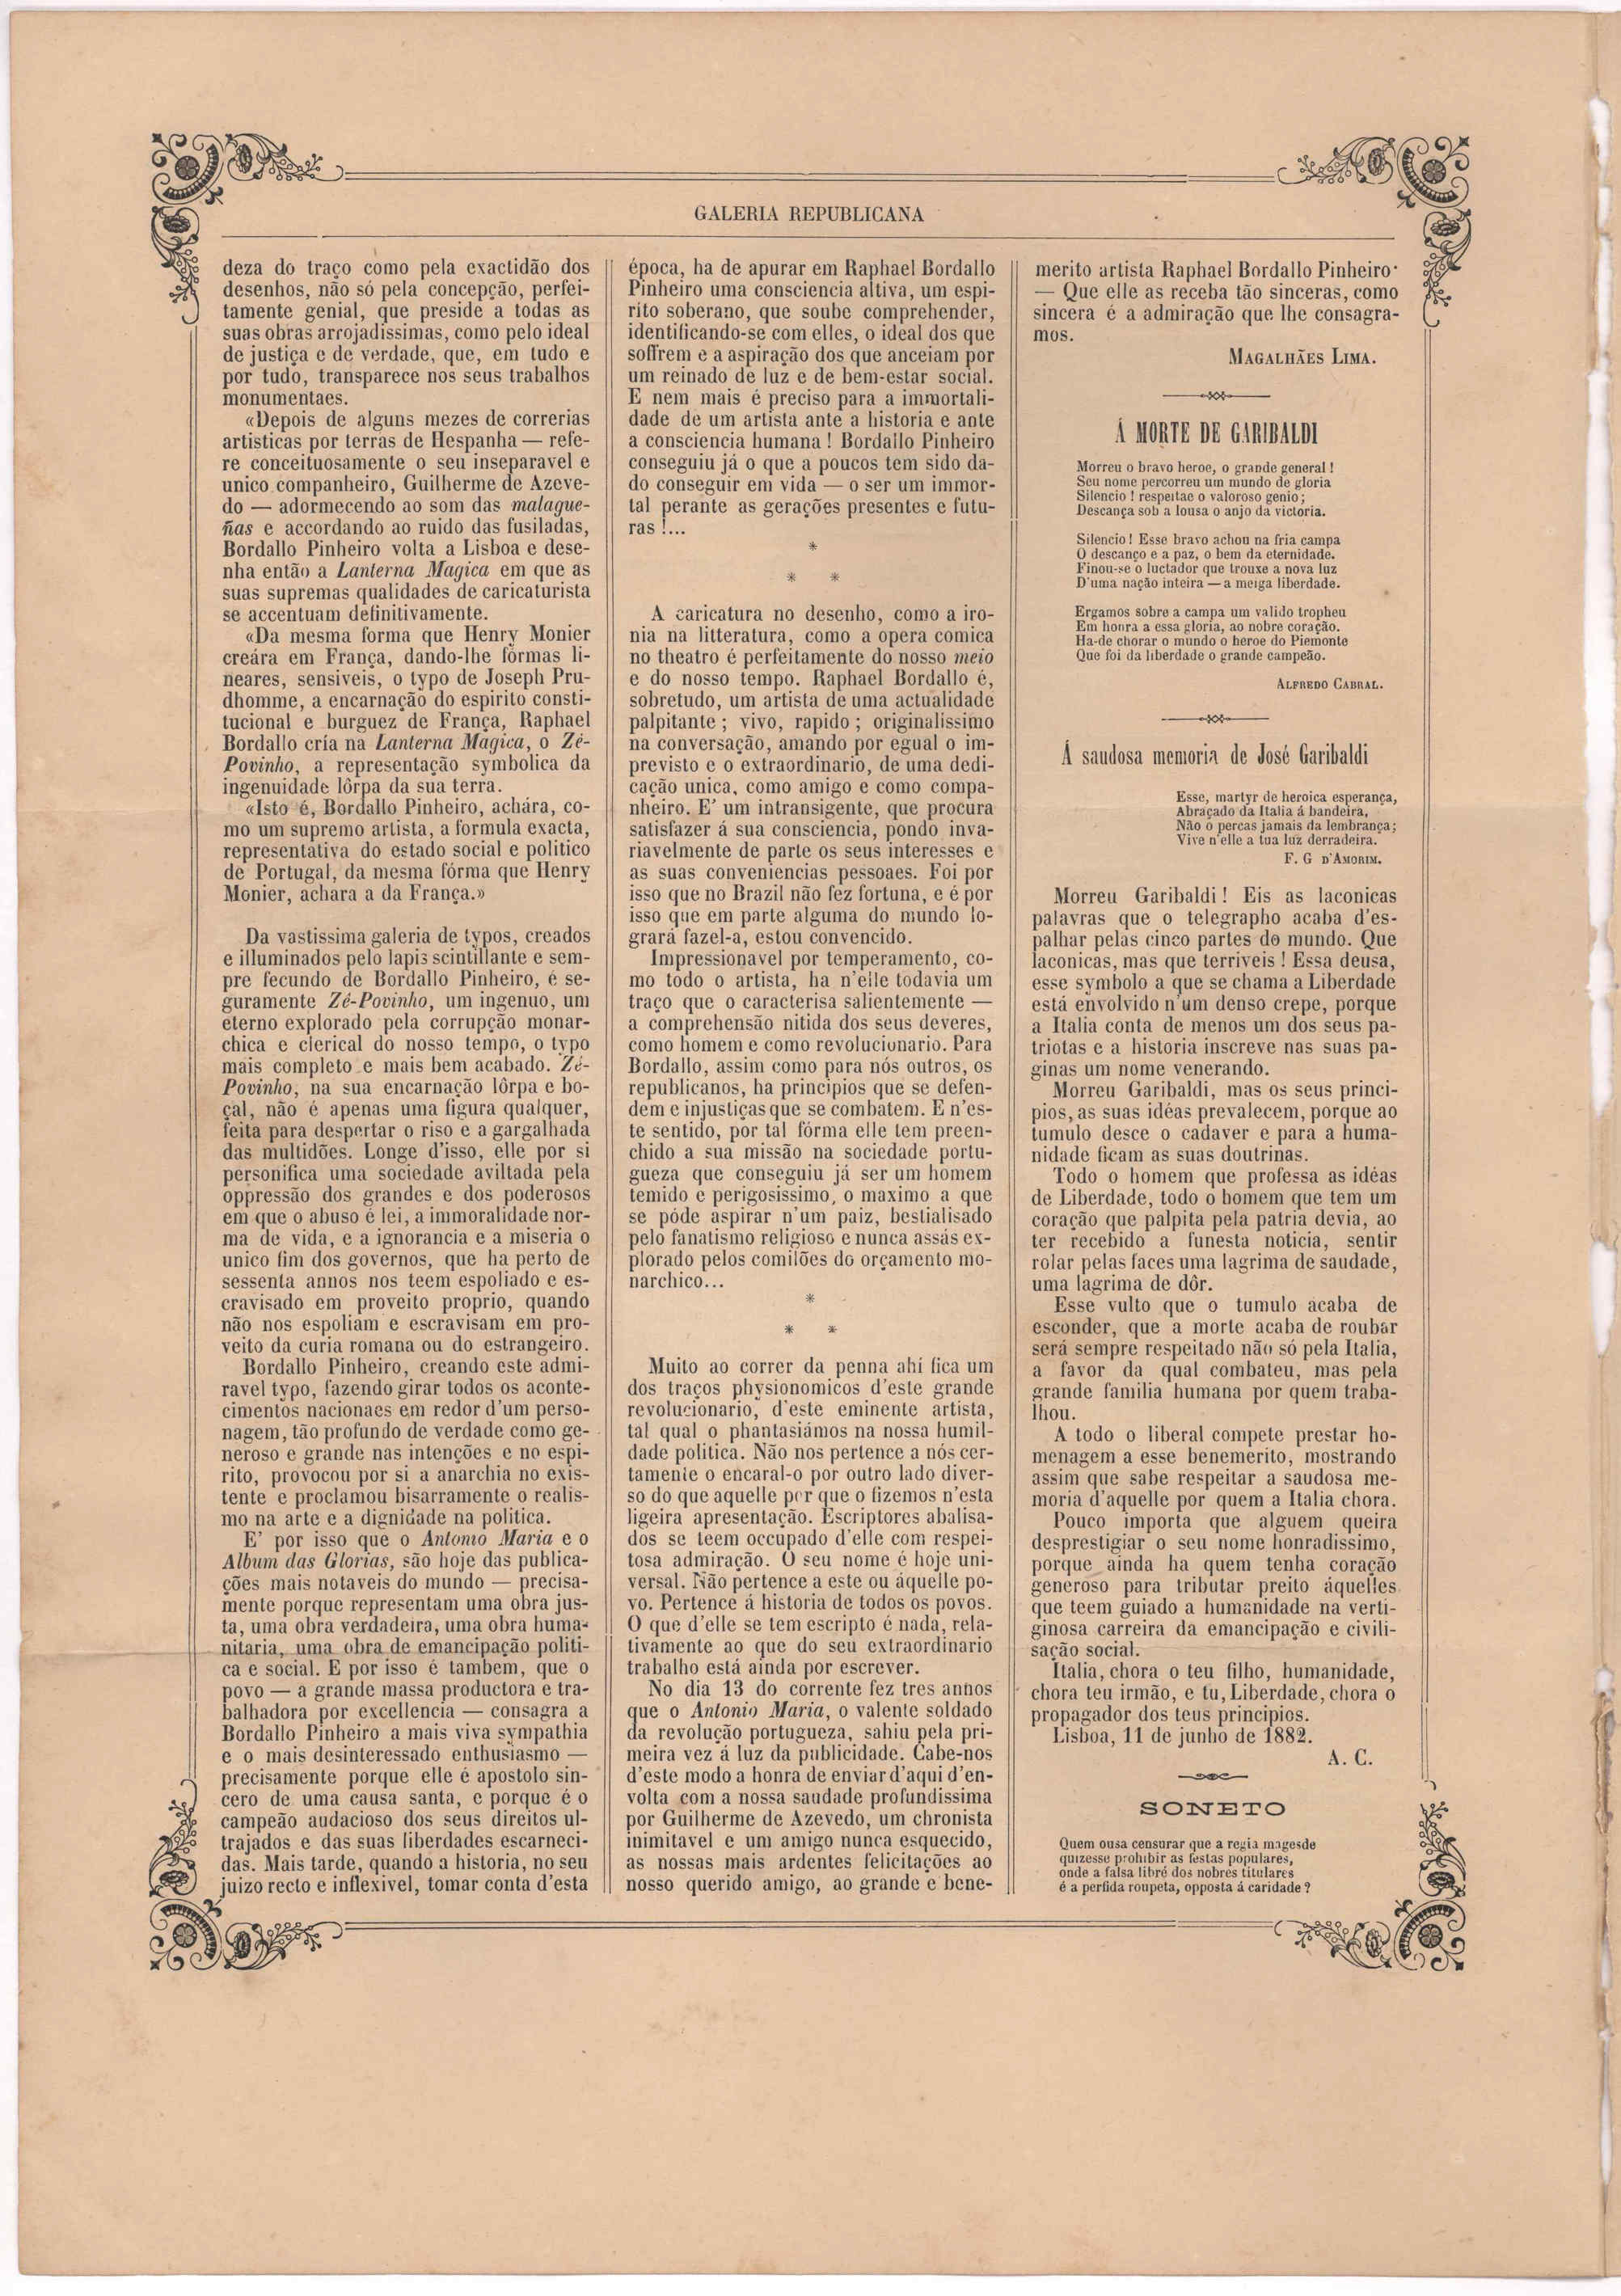 GALERIA REPUBLICANA
deza do traço como pela exactidão dos
desenhos, não só pela concepção, perfei-
tamente genial, que preside a todas as
suas obras arrojadissimas, como pelo ideal
de justiça e de verdade, que, em tudo e
por tudo, transparece nos seus trabalhos
monumentaes.
«Depois de alguns mezes de correrias
artisticas por terras de Hespanha — refe-
re conceituosamente o seu inseparavel e
unico companheiro, Guilherme de Azeve-
do — adormecendo ao som das malague-
ñas e accordando ao ruido das fusiladas,
Bordallo Pinheiro volta a Lisboa e dese-
nha então a Lanterna Magica em que as
suas supremas qualidades de caricaturista
se accentuam definitivamente.
«Da mesma forma que Henry Monier
creára em França, dando-lhe fórmas li-
neares, sensiveis, o typo de Joseph Pru-
dhomme, a encarnação do espirito consti-
tucional e burguez de França, Raphael
Bordallo cría na Lanterna Magica, o Zé-
Povinho, a representação symbolica da
ingenuidade lôrpa da sua terra.
«Isto é, Bordallo Pinheiro, achára, co-
mo um supremo artista, a formula exacta,
representativa do estado social e politico
de Portugal, da mesma fórma que Henry
Monier, achara a da França.»
Da vastissima galeria de typos, creados
e illuminados pelo lapis scintillante e sem-
pre fecundo de Bordallo Pinheiro, é se-
guramente Zé-Povinho, um ingenuo, um
eterno explorado pela corrupção monar-
chica e clerical do nosso tempo, o typo
mais completo e mais bem acabado. Zé-
Povinho, na sua encarnação lôrpa e bo-
çal, não é apenas uma figura qualquer,
feita para despertar o riso e a gargalhada
das multidões. Longe d'isso, elle por si
personifica uma sociedade aviltada pela
oppressão dos grandes e dos poderosos
em que o abuso é lei, a immoralidade nor-
ma de vida, e a ignorancia e a miseria o
unico fim dos governos, que ha perto de
sessenta annos nos teem espoliado e es-
cravisado em proveito proprio, quando
não nos espoliam e escravisam em pro-
veito da curia romana ou do estrangeiro.
Bordallo Pinheiro, creando este admi-
ravel typo, fazendo girar todos os aconte-
cimentos nacionaes em redor d'um perso-
nagem, tão profundo de verdade como ge-
neroso e grande nas intenções e no espi-
rito, provocou por si a anarchia no exis-
tente e proclamou bisarramente o realis-
mo na arte e a dignidade na politica.
E' por isso que o Antonio Maria e o
Album das Glorias, são hoje das publica-
ções mais notaveis do mundo — precisa-
mente porque representam uma obra jus-
ta, uma obra verdadeira, uma obra huma-
nitaria, uma obra de emancipação politi-
ca e social. E por isso é tambem, que o
povo — a grande massa productora e tra-
balhadora por excellencia — consagra a
Bordallo Pinheiro a mais viva sympathia
e o mais desinteressado enthusiasmo —
precisamente porque elle é apostolo sin-
cero de uma causa santa, e porque é o
campeão audacioso dos seus direitos ul-
trajados e das suas liberdades escarneci-
das. Mais tarde, quando a historia, no seu
juizo recto e inflexivel, tomar conta d'esta
época, ha de apurar em Raphael Bordallo
Pinheiro uma consciencia altiva, um espi-
rito soberano, que soube comprehender,
identificando-se com elles, o ideal dos que
soffrem e a aspiração dos que anceiam por
um reinado de luz e de bem-estar social.
E nem mais é preciso para a immortali-
dade de um artista ante a historia e ante
a consciencia humana! Bordallo Pinheiro
conseguiu já o que a poucos tem sido da-
do conseguir em vida — o ser um immor-
tal perante as gerações presentes e futu-
ras!...
*
* *
A caricatura no desenho, como a iro-
nia na litteratura, como a opera comica
no theatro é perfeitamente do nosso meio
e do nosso tempo. Raphael Bordallo é,
sobretudo, um artista de uma actualidade
palpitante; vivo, rapido; originalissimo
na conversação, amando por egual o im-
previsto e o extraordinario, de uma dedi-
cação unica, como amigo e como compa-
nheiro. E' um intransigente, que procura
satisfazer á sua consciencia, pondo inva-
riavelmente de parte os seus interesses e
as suas conveniencias pessoaes. Foi por
isso que no Brazil não fez fortuna, e é por
isso que em parte alguma do mundo lo-
grará fazel-a, estou convencido.
Impressionavel por temperamento, co-
mo todo o artista, ha n'elle todavia um
traço que o caracterisa salientemente —
a comprehensão nitida dos seus deveres,
como homem e como revolucionario. Para
Bordallo, assim como para nós outros, os
republicanos, ha principios que se defen-
dem e injustiças que se combatem. E n'es-
te sentido, por tal fórma elle tem preen-
chido a sua missão na sociedade portu-
gueza que conseguiu já ser um homem
temido e perigosissimo, o maximo a que
se póde aspirar n'um paiz, bestialisado
pelo fanatismo religioso e nunca assás ex-
plorado pelos comilões do orçamento mo-
narchico...
*
* *
Muito ao correr da penna ahi fica um
dos traços physionomicos d'este grande
revolucionario, d'este eminente artista,
tal qual o phantasiámos na nossa humil-
dade politica. Não nos pertence a nós cer-
tamente o encaral-o por outro lado diver-
so do que aquelle por que o fizemos n'esta
ligeira apresentação. Escriptores abalisa-
dos se teem occupado d'elle com respei-
tosa admiração. O seu nome é hoje uni-
versal. Não pertence a este ou áquelle po-
vo. Pertence á historia de todos os povos.
O que d'elle se tem escripto é nada, rela-
tivamente ao que do seu extraordinario
trabalho está ainda por escrever.
No dia 13 do corrente fez tres annos
que o Antonio Maria, o valente soldado
da revolução portugueza, sahiu pela pri-
meira vez á luz da publicidade. Cabe-nos
d'este modo a honra de enviar d'aqui d'en-
volta com a nossa saudade profundissima
por Guilherme de Azevedo, um chronista
inimitavel e um amigo nunca esquecido,
as nossas mais ardentes felicitações ao
nosso querido amigo, ao grande e bene-
merito artista Raphael Bordallo Pinheiro.
— Que elle as receba tão sinceras, como
sincera é a admiração que lhe consagra-
mos.
MAGALHÃES LIMA.
Á MORTE DE GARIBALDI
Morreu o bravo heroe, o grande general!
Seu nome percorreu um mundo de gloria
Silencio! respeitae o valoroso genio;
Descança sob a lousa o anjo da victoria.
Silencio! Esse bravo achou na fria campa
O descanço e a paz, o bem da eternidade.
Finou-se o luctador que trouxe a nova luz
D'uma nação inteira — a meiga liberdade.
Ergamos sobre a campa um valido tropheu
Em honra a essa gloria, ao nobre coração.
Ha-de chorar o mundo o heroe do Piemonte
Que foi da liberdade o grande campeão.
ALFREDO CABRAL.
Á saudosa memoria de José Garibaldi
Esse, martyr de heroica esperança,
Abraçado da Italia á bandeira,
Não o percas jamais da lembrança;
Vive n'elle a tua luz derradeira.
F. G D'AMORIM.
Morreu Garibaldi! Eis as laconicas
palavras que o telegrapho acaba d'es-
palhar pelas cinco partes do mundo. Que
laconicas, mas que terriveis! Essa deusa,
esse symbolo a que se chama a Liberdade
está envolvido n'um denso crepe, porque
a Italia conta de menos um dos seus pa-
triotas e a historia inscreve nas suas pa-
ginas um nome venerando.
Morreu Garibaldi, mas os seus princi-
pios, as suas idéas prevalecem, porque ao
tumulo desce o cadaver e para a huma-
nidade ficam as suas doutrinas.
Todo o homem que professa as idéas
de Liberdade, todo o homem que tem um
coração que palpita pela patria devia, ao
ter recebido a funesta noticia, sentir
rolar pelas faces uma lagrima de saudade,
uma lagrima de dôr.
Esse vulto que o tumulo acaba de
esconder, que a morte acaba de roubar
será sempre respeitado não só pela Italia,
a favor da qual combateu, mas pela
grande familia humana por quem traba-
lhou.
A todo o liberal compete prestar ho-
menagem a esse benemerito, mostrando
assim que sabe respeitar a saudosa me-
moria d'aquelle por quem a Italia chora.
Pouco importa que alguem queira
desprestigiar o seu nome honradissimo,
porque ainda ha quem tenha coração
generoso para tributar preito áquelles
que teem guiado a humanidade na verti-
ginosa carreira da emancipação e civili-
sação social.
Italia, chora o teu filho, humanidade,
chora teu irmão, e tu, Liberdade, chora o
propagador dos teus principios.
Lisboa, 11 de junho de 1882.
A. C.
SONETO
Quem ousa censurar que a regia magesde
quizesse prohibir as festas populares,
onde a falsa libré dos nobres titulares
é a perfida roupeta, opposta á caridade?